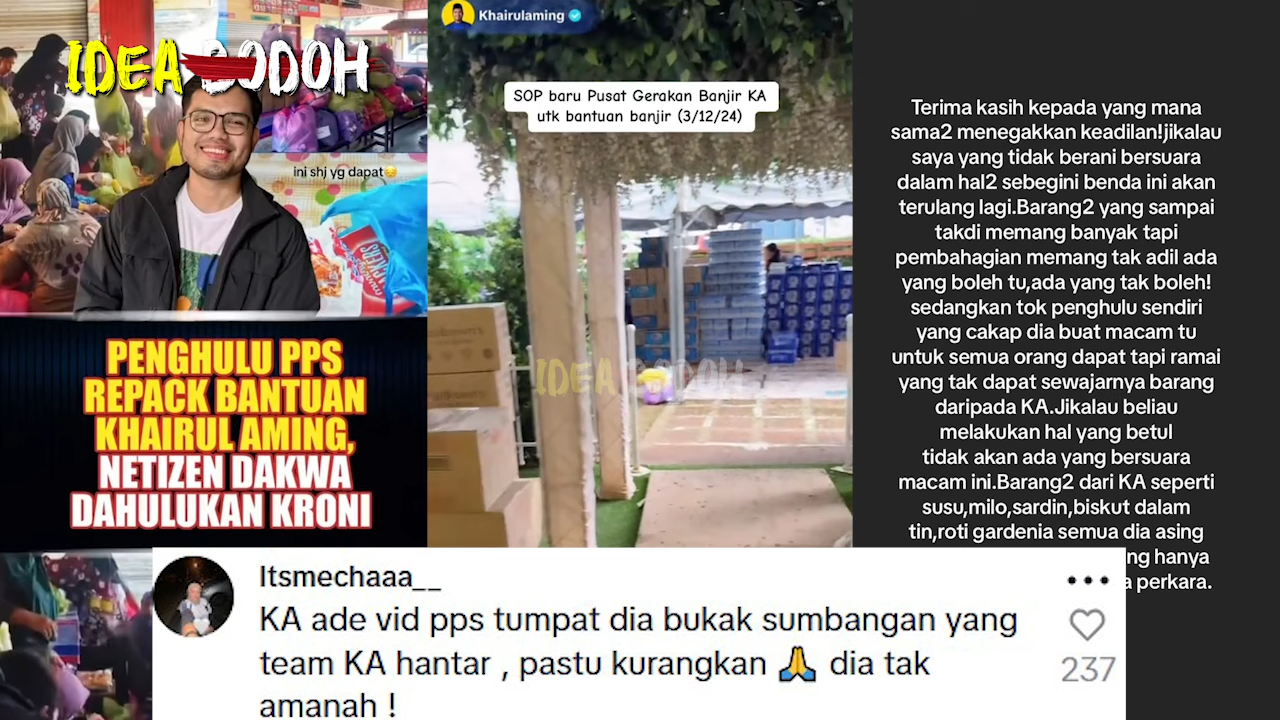 IDEA BODOH
ini shj yg dapat😔
PENGHULU PPS
REPACK BANTUAN
KHAIRUL AMING,
NETIZEN DAKWA
DAHULUKAN KRONI
Khairulaming
SOP baru Pusat Gerakan Banjir KA
utk bantuan banjir (3/12/24)
IDEA BODOH
Terima kasih kepada yang mana
sama2 menegakkan keadilan!jikalau
saya yang tidak berani bersuara
dalam hal2 sebegini benda ini akan
terulang lagi.Barang2 yang sampai
takdi memang banyak tapi
pembahagian memang tak adil ada
yang boleh tu,ada yang tak boleh!
sedangkan tok penghulu sendiri
yang cakap dia buat macam tu
untuk semua orang dapat tapi ramai
yang tak dapat sewajarnya barang
daripada KA.Jikalau beliau
melakukan hal yang betul
tidak akan ada yang bersuara
macam ini.Barang2 dari KA seperti
susu,milo,sardin,biskut dalam
tin,roti gardenia semua dia asing
hanya
perkara.
Itsmechaaa__
KA ade vid pps tumpat dia bukak sumbangan yang
team KA hantar , pastu kurangkan 🙏 dia tak
amanah !
237